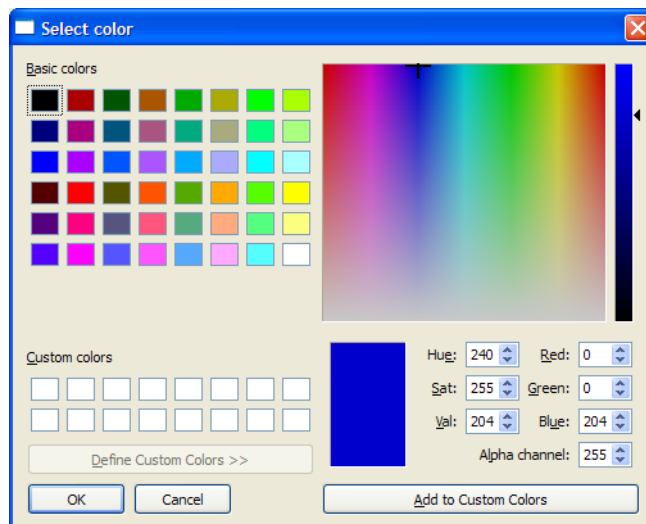 Select color
Basic colors
Custom colors
Define Custom Colors >>
OK Cancel
Hue: 240 Red: 0
Sat: 255 Green: 0
Val: 204 Blue: 204
Alpha channel: 255
Add to Custom Colors